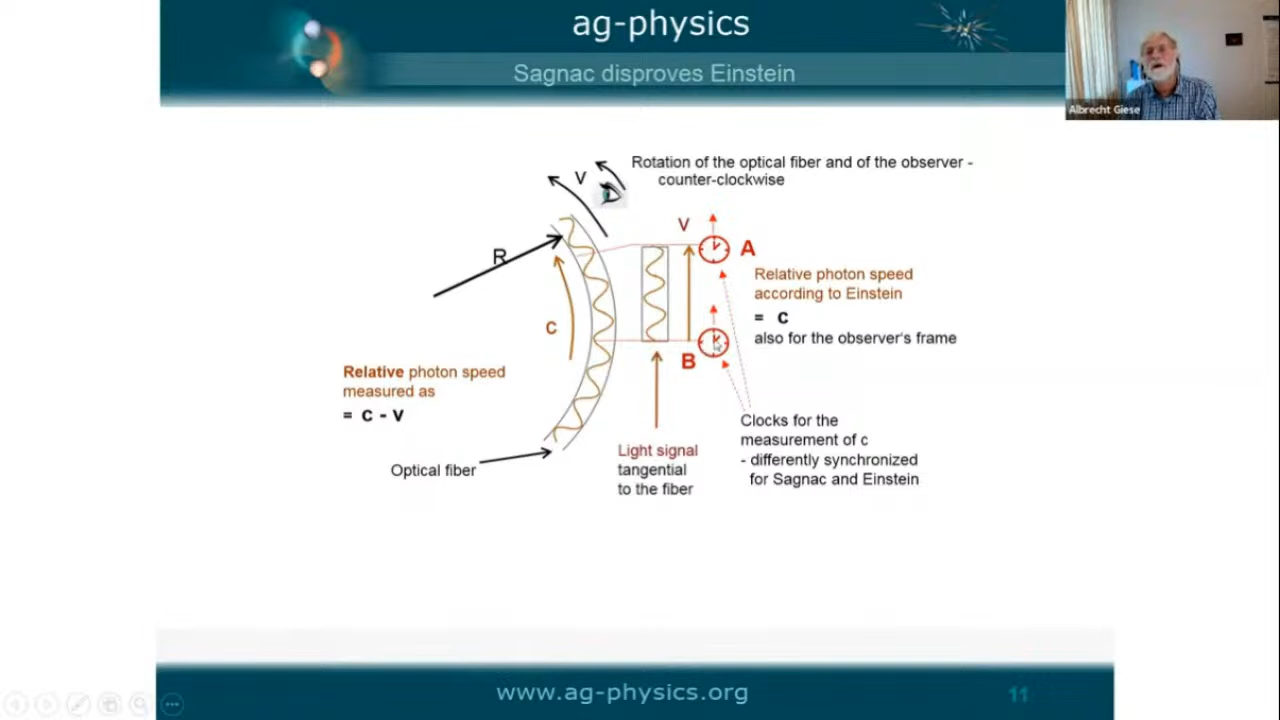 ag-physics
Sagnac disproves Einstein
Albrecht Giese
Rotation of the optical fiber and of the observer -
counter-clockwise
V
V
R
A
Relative photon speed
according to Einstein
= c
also for the observer's frame
C
B
Relative photon speed
measured as
= c - v
Optical fiber
Light signal
tangential
to the fiber
Clocks for the
measurement of c
- differently synchronized
for Sagnac and Einstein
www.ag-physics.org
11